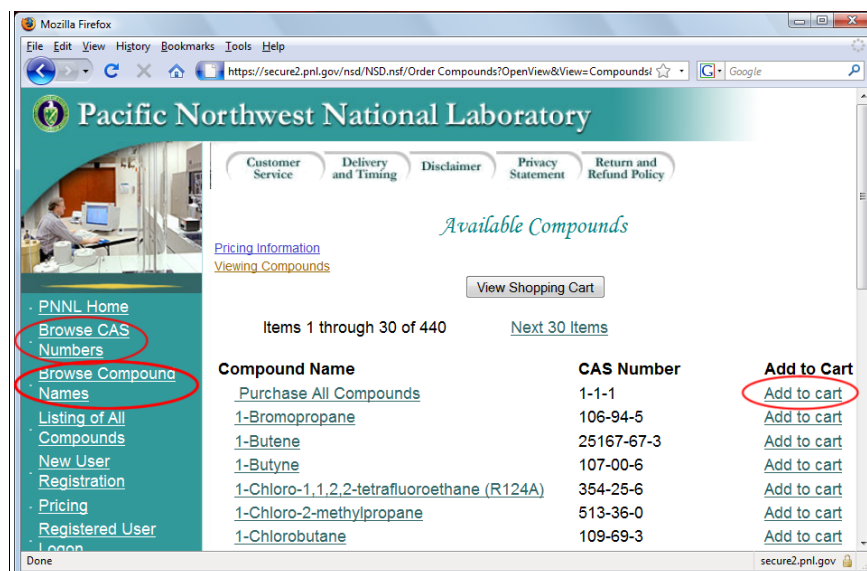 Mozilla Firefox
File Edit View History Bookmarks Tools Help
https://secure2.pnl.gov/nsd/NSD.nsf/Order Compounds?OpenView&View=Compounds&
G Google
Pacific Northwest National Laboratory
Customer Service
Delivery and Timing
Disclaimer
Privacy Statement
Return and Refund Policy
Available Compounds
Pricing Information
Viewing Compounds
View Shopping Cart
Items 1 through 30 of 440 Next 30 Items
PNNL Home
Browse CAS
Numbers
Browse Compound
Names
Listing of All
Compounds
New User
Registration
Pricing
Registered User
Logon
Compound Name CAS Number Add to Cart
Purchase All Compounds 1-1-1 Add to cart
1-Bromopropane 106-94-5 Add to cart
1-Butene 25167-67-3 Add to cart
1-Butyne 107-00-6 Add to cart
1-Chloro-1,1,2,2-tetrafluoroethane (R124A) 354-25-6 Add to cart
1-Chloro-2-methylpropane 513-36-0 Add to cart
1-Chlorobutane 109-69-3 Add to cart
Done secure2.pnl.gov